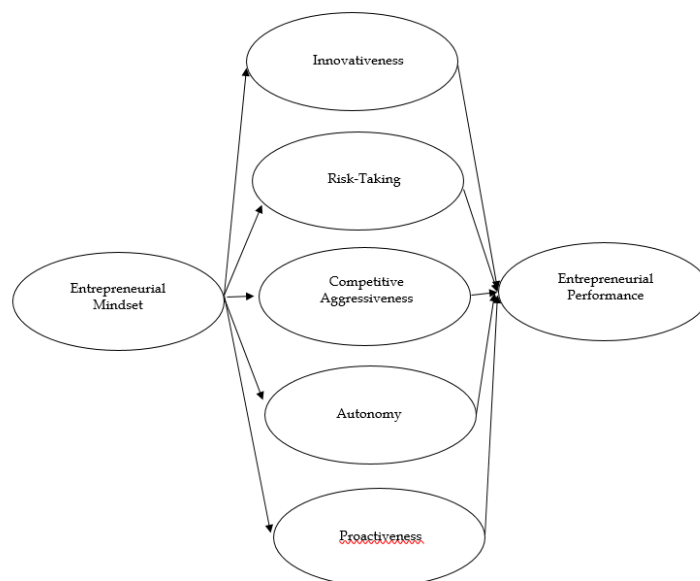 Innovativeness
Risk-Taking
Entrepreneurial
Mindset
Competitive
Aggressiveness
Entrepreneurial
Performance
Autonomy
Proactiveness